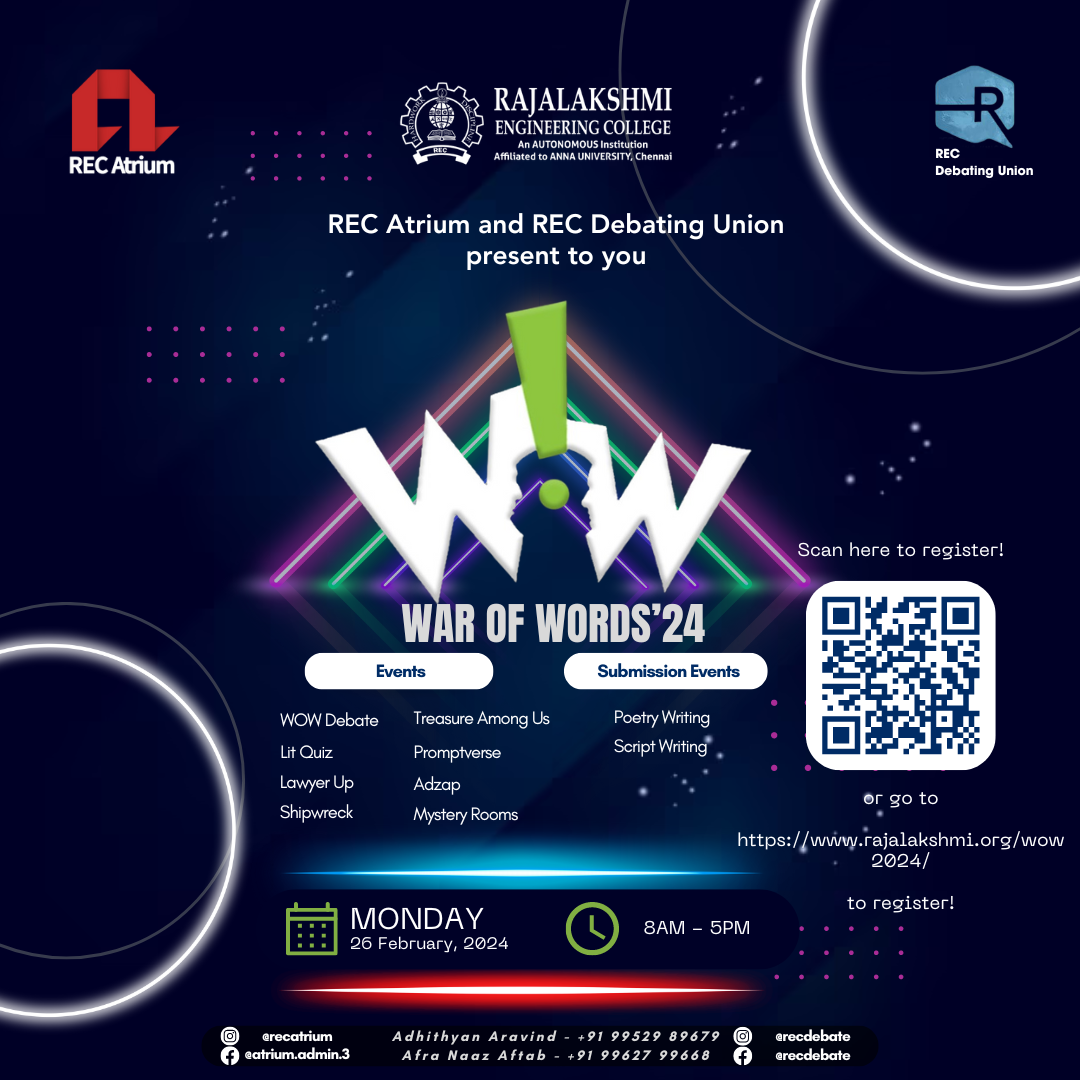 REC Atrium
RAJALAKSHMI
ENGINEERING COLLEGE
An AUTONOMOUS Institution
Affiliated to ANNA UNIVERSITY, Chennai
HARDWORK
DISCIPLINE
REC
R
REC
Debating Union
REC Atrium and REC Debating Union
present to you
WOW!
WAR OF WORDS'24
Events
WOW Debate
Lit Quiz
Lawyer Up
Shipwreck
Treasure Among Us
Promptverse
Adzap
Mystery Rooms
Submission Events
Poetry Writing
Script Writing
Scan here to register!
or go to
https://www.rajalakshmi.org/wow
2024/
to register!
MONDAY
26 February, 2024
8AM - 5PM
@recatrium
@atrium.admin.3
Adhithyan Aravind - +91 99529 89679
Afra Naaz Aftab - +91 99627 99668
@recdebate
@recdebate